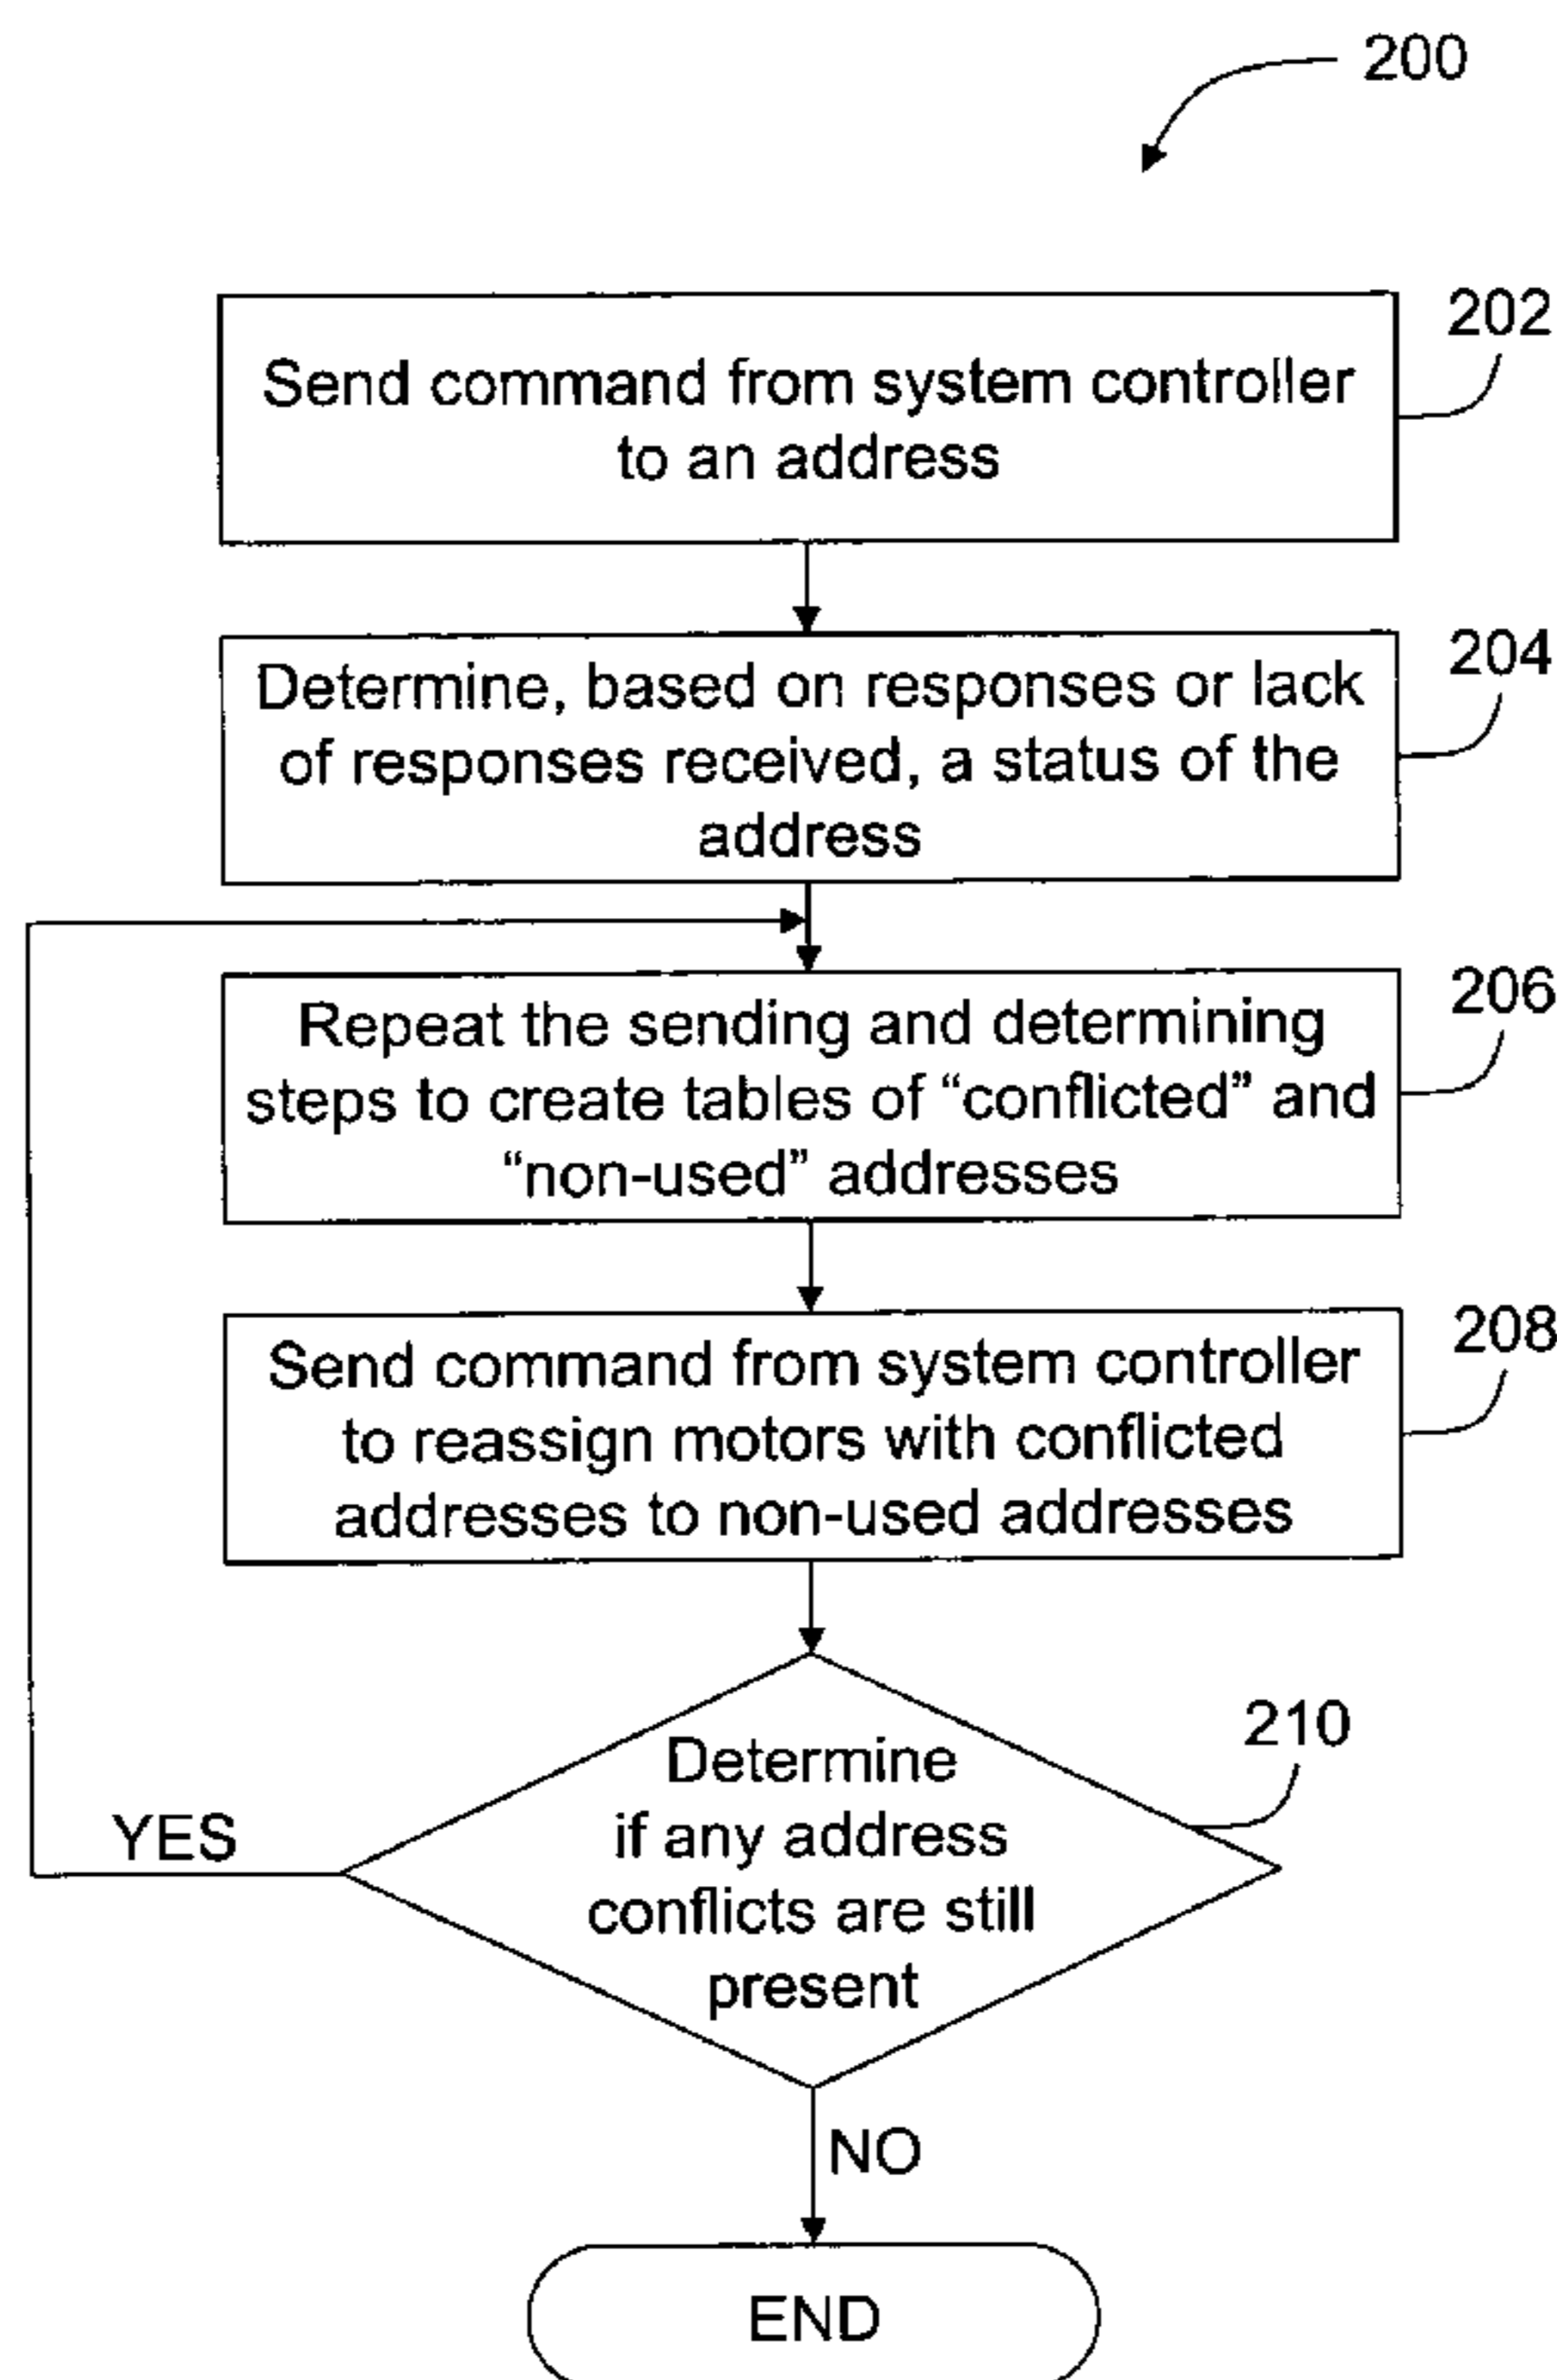 200
202
Send command from system controller
to an address
204
Determine, based on responses or lack
of responses received, a status of the
address
206
Repeat the sending and determining
steps to create tables of “conflicted” and
“non-used” addresses
208
Send command from system controller
to reassign motors with conflicted
addresses to non-used addresses
210
Determine
if any address
conflicts are still
present
YES
NO
END